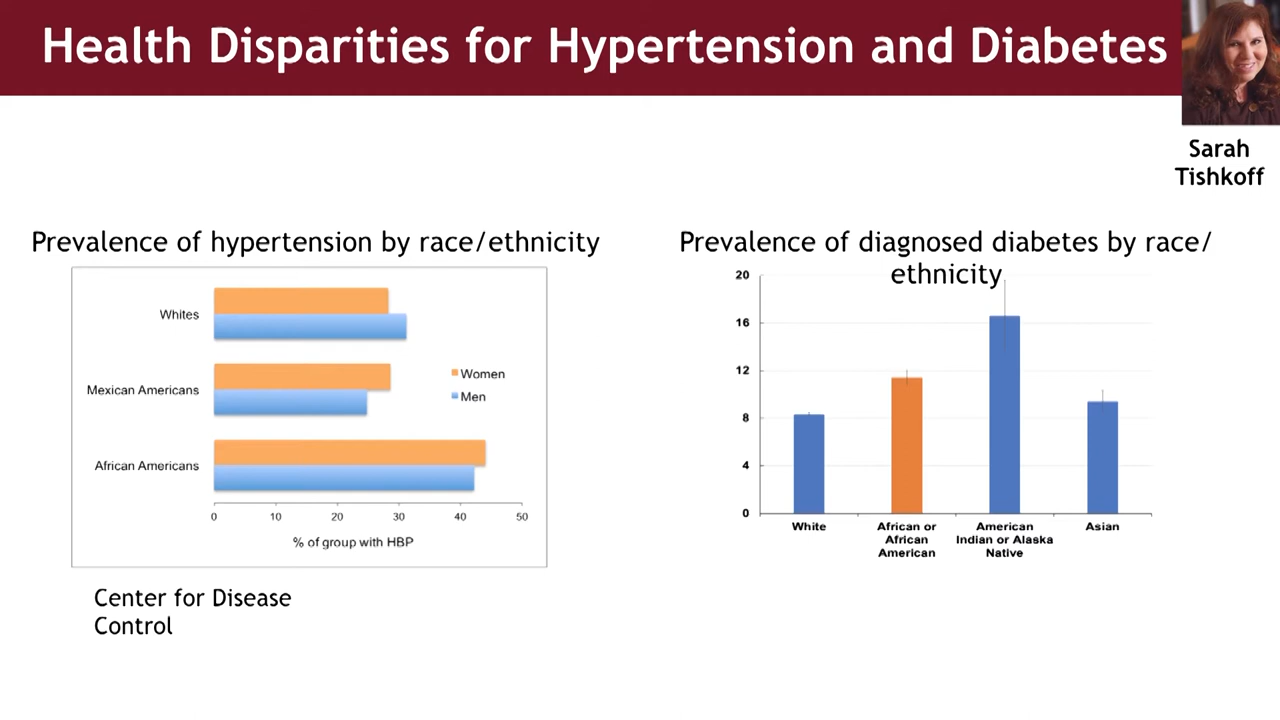 Health Disparities for Hypertension and Diabetes
Sarah
Tishkoff
Prevalence of hypertension by race/ethnicity
Whites
Mexican Americans
African Americans
Women
Men
0 10 20 30 40 50
% of group with HBP
Center for Disease
Control
Prevalence of diagnosed diabetes by race/
ethnicity
20
16
12
8
4
0
White
African or
African
American
American
Indian or Alaska
Native
Asian